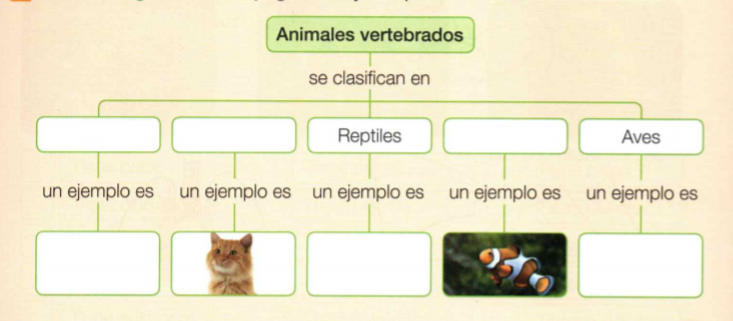 Animales vertebrados
se clasifican en
Reptiles
Aves
un ejemplo es
un ejemplo es
un ejemplo es
un ejemplo es
un ejemplo es